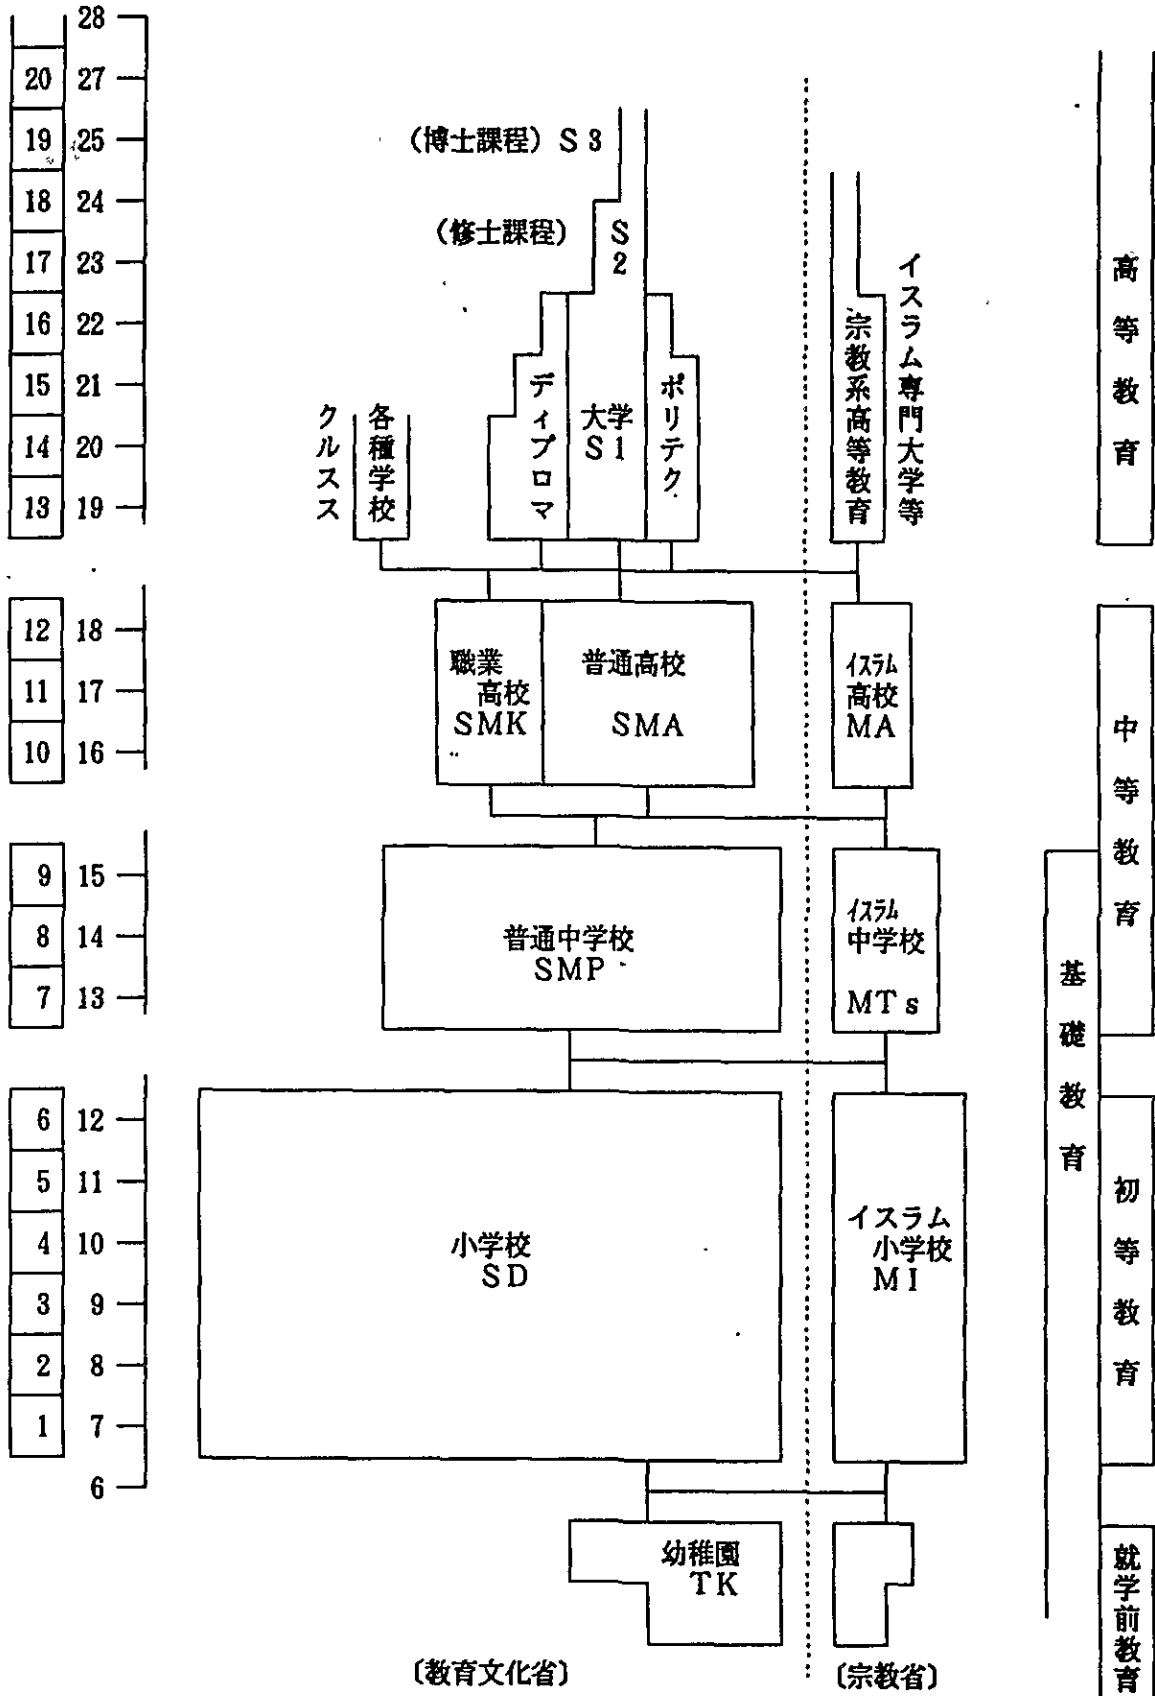 28
20 27
19 25
(博士課程) S3
18 24
(修士課程)
S2
17 23
16 22
15 21
14 20
13 19
クルスス
各種学校
ディプロマ
大学
S1
ポリテク
宗教系高等教育
イスラム専門大学等
高等教育
12 18
11 17
10 16
職業
高校
SMK
普通高校
SMA
イスラム
高校
MA
中等教育
9 15
8 14
7 13
普通中学校
SMP
イスラム
中学校
MTs
基礎教育
6 12
5 11
4 10
3 9
2 8
1 7
6
小学校
SD
イスラム
小学校
MI
初等教育
幼稚園
TK
就学前教育
〔教育文化省〕
〔宗教省〕